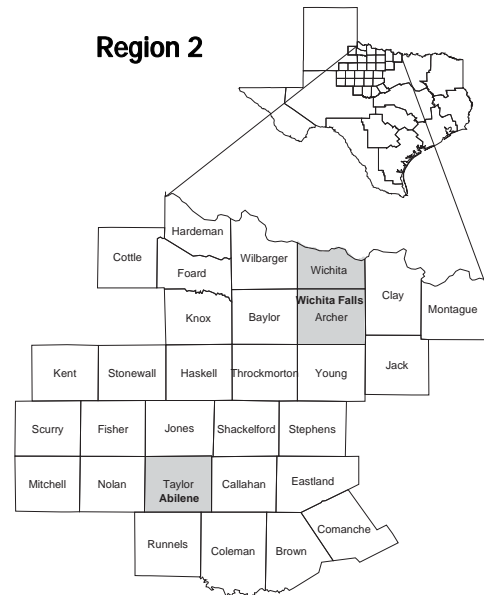 Region 2
Hardeman
Cottle
Foard
Wilbarger
Wichita
Clay
Montague
Knox
Baylor
Wichita Falls
Archer
Kent
Stonewall
Haskell
Throckmorton
Young
Jack
Scurry
Fisher
Jones
Shackelford
Stephens
Mitchell
Nolan
Taylor
Abilene
Callahan
Eastland
Runnels
Coleman
Brown
Comanche